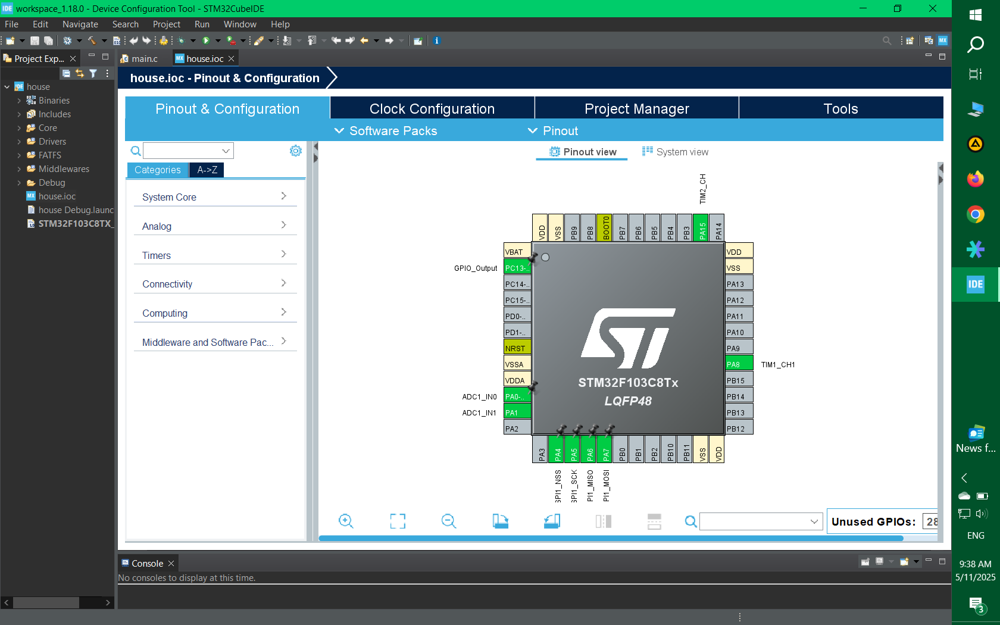 IDE workspace_1.18.0 - Device Configuration Tool - STM32CubeIDE
File Edit Navigate Search Project Run Window Help
Project Exp...
main.c
MX house.ioc
house.ioc - Pinout & Configuration
IDE house
Binaries
Includes
Core
Drivers
FATFS
Middlewares
Debug
MX house.ioc
house Debug.launc
STM32F103C8TX_
Pinout & Configuration
Clock Configuration
Project Manager
Tools
Software Packs
Pinout
Categories
A->Z
System Core
Analog
Timers
Connectivity
Computing
Middleware and Software Pac...
Pinout view
System view
TIM2_CH
VDD
VSS
PB9
PB8
BOOT0
PB7
PB6
PB5
PB4
PB3
PA15
PA14
VBAT
GPIO_Output
PC13-..
PC14-..
PC15-..
PD0-..
PD1-..
NRST
VSSA
VDDA
ADC1_IN0
PA0-..
ADC1_IN1
PA1
PA2
STM32F103C8Tx
LQFP48
VDD
VSS
PA13
PA12
PA11
PA10
PA9
PA8
TIM1_CH1
PB15
PB14
PB13
PB12
PA3
PA4
PA5
PA6
PA7
PB0
PB1
PB2
PB10
PB11
VSS
VDD
SPI1_NSS
SPI1_SCK
PI1_MISO
PI1_MOSI
Unused GPIOs: 28
Console
No consoles to display at this time.
MX
IDE
News f...
ENG
9:38 AM
5/11/2025
3